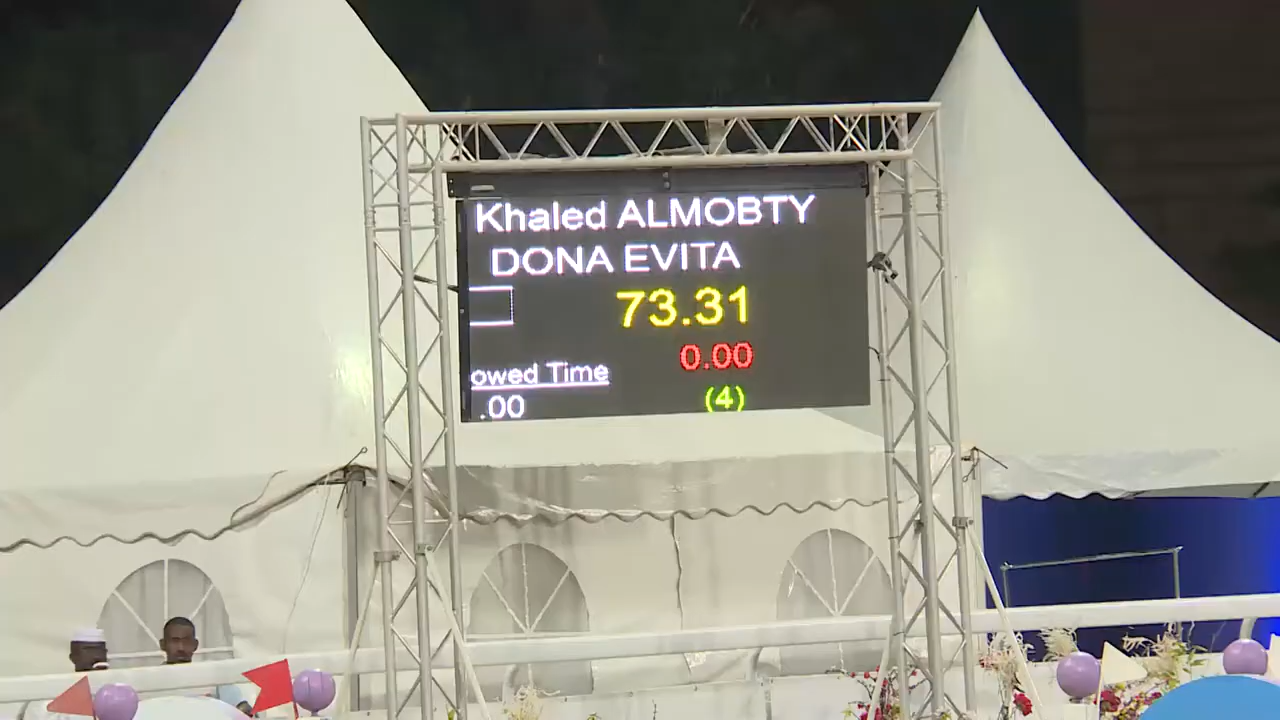 Khaled ALMOBTY
DONA EVITA
73.31
0.00
owed Time
.00
(4)